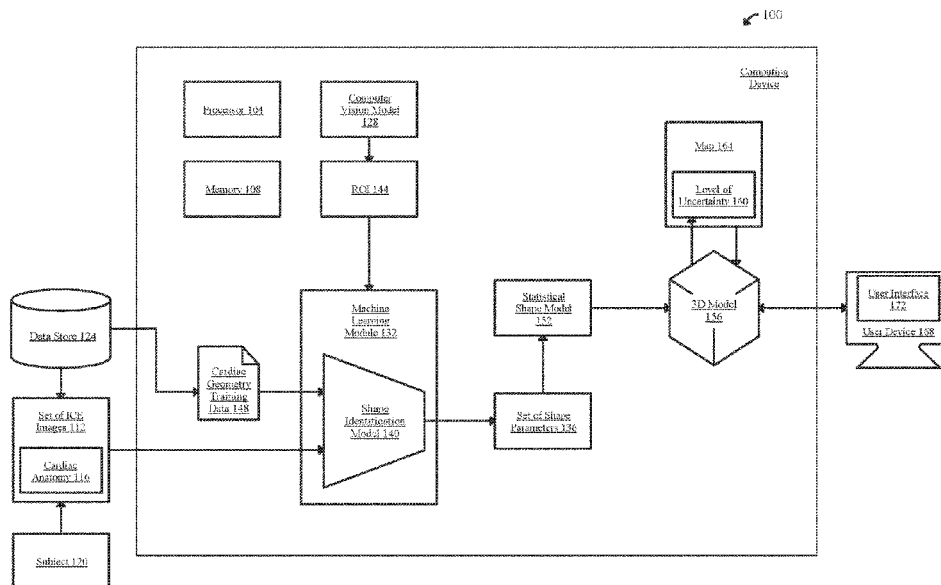 100
Computing
Device
Processor 104
Computer
Vision Model
128
Memory 108
ROI 144
Map 164
Level of
Uncertainty 160
Machine
Learning
Module 132
Statistical
Shape Model
152
3D Model
156
User Interface
172
User Device 168
Data Store 124
Cardiac
Geometry
Training
Data 148
Shape
Identification
Model 140
Set of Shape
Parameters 136
Set of ICE
Images 112
Cardiac
Anatomy 116
Subject 120